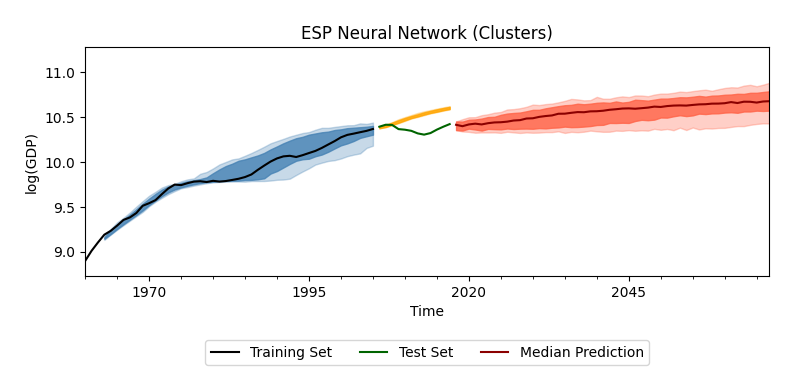 ESP Neural Network (Clusters)
11.0
10.5
10.0
9.5
9.0
log(GDP)
1970 1995 2020 2045
Time
Training Set Test Set Median Prediction